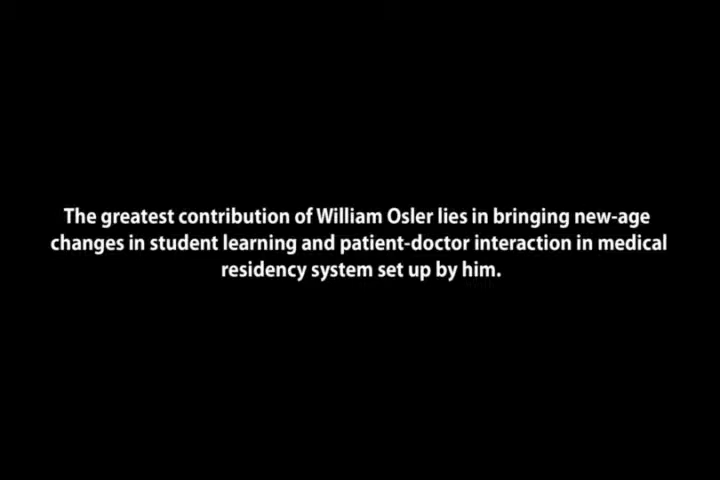 The greatest contribution of William Osler lies in bringing new-age
changes in student learning and patient-doctor interaction in medical
residency system set up by him.